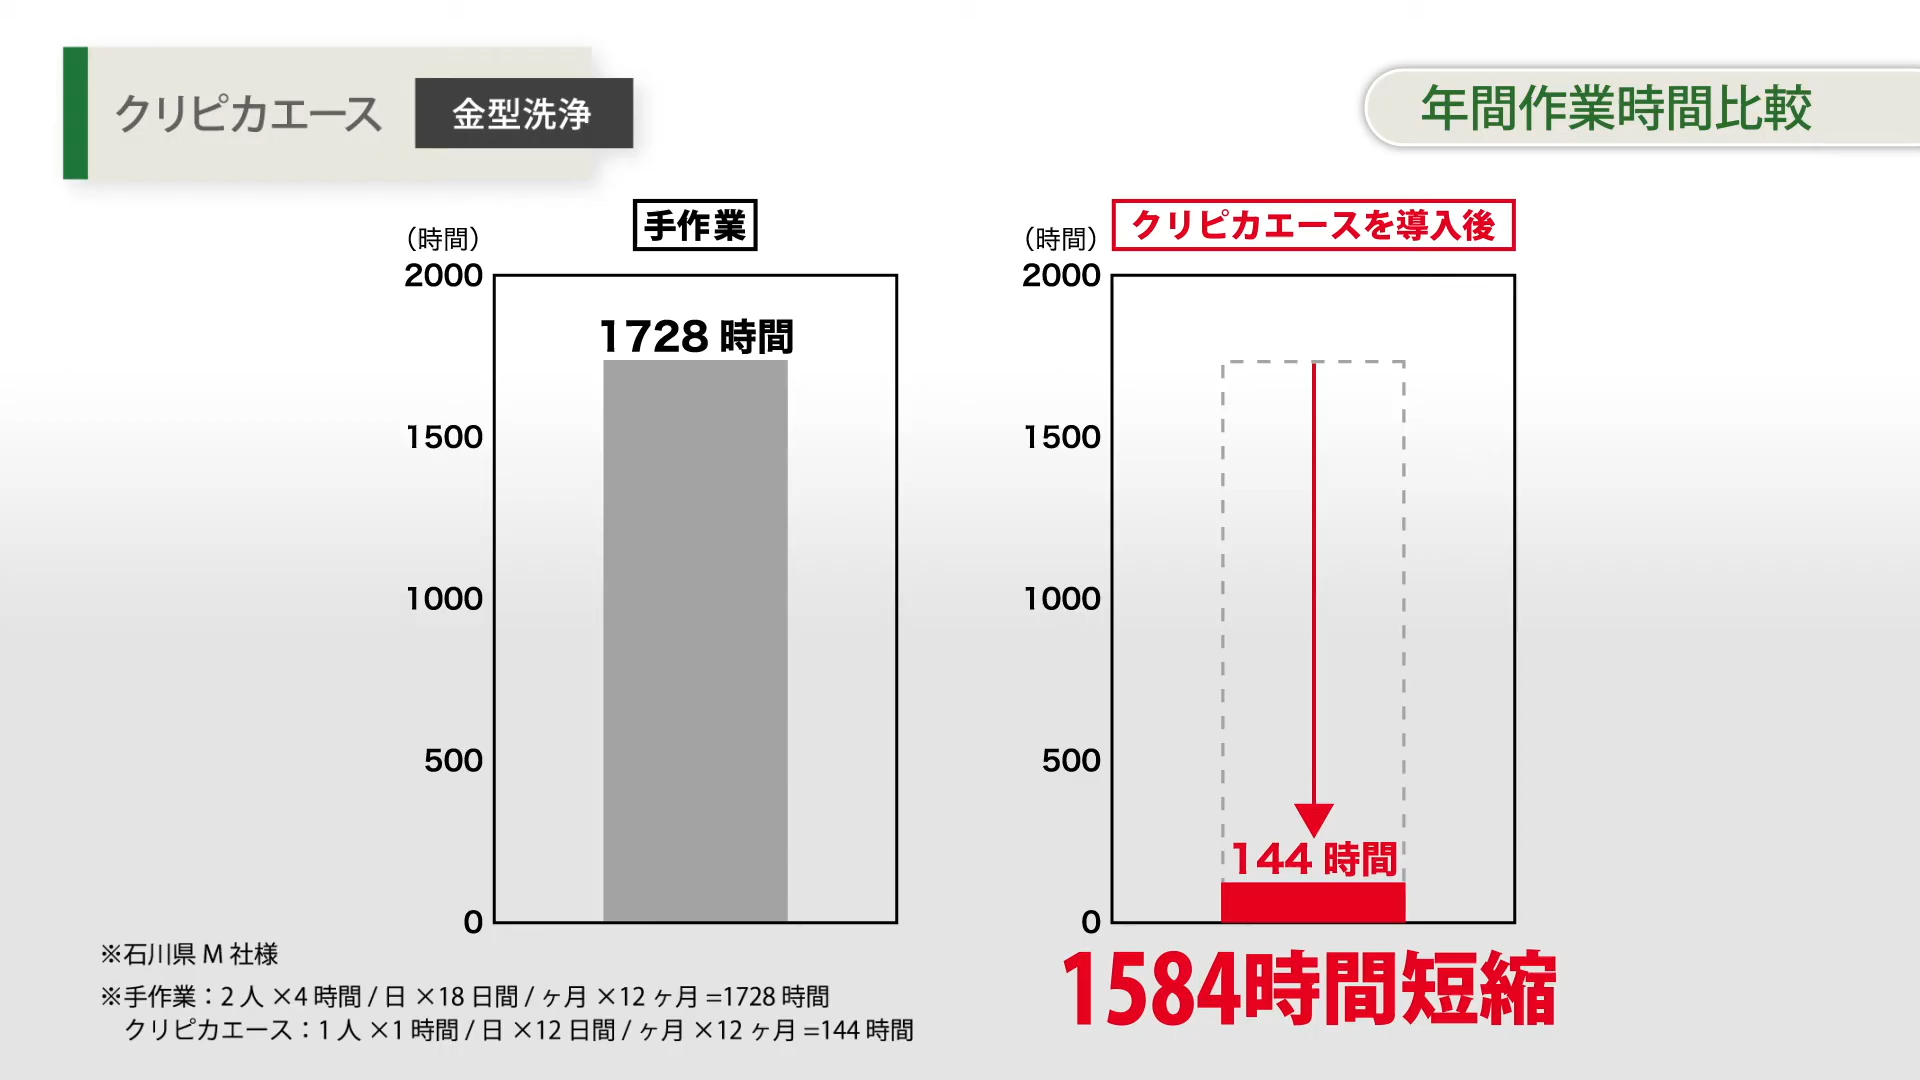 クリピカエース 金型洗浄
年間作業時間比較
手作業
(時間)
2000
1728 時間
1500
1000
500
0
クリピカエースを導入後
(時間)
2000
1500
1000
500
144 時間
0
1584時間短縮
※石川県 M 社様
※手作業：2 人 ×4 時間 / 日 ×18 日間 / ヶ月 ×12 ヶ月 =1728 時間
クリピカエース：1 人 ×1 時間 / 日 ×12 日間 / ヶ月 ×12 ヶ月 =144 時間